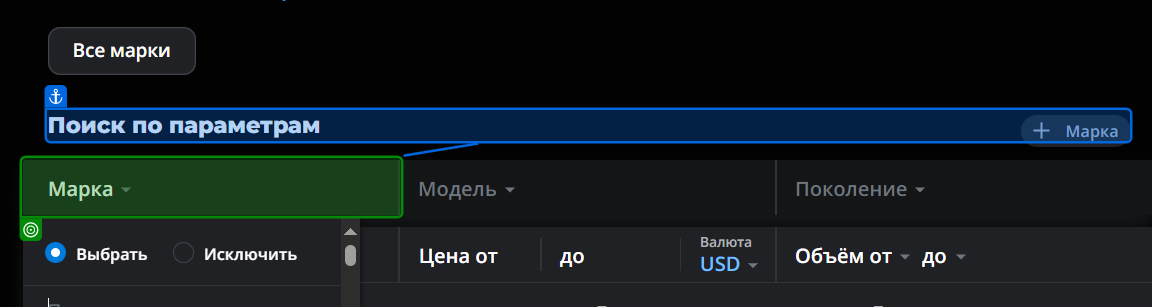 Все марки
Поиск по параметрам
Марка
Марка Модель Поколение
Выбрать Исключить
Цена от до Валюта USD Объём от до